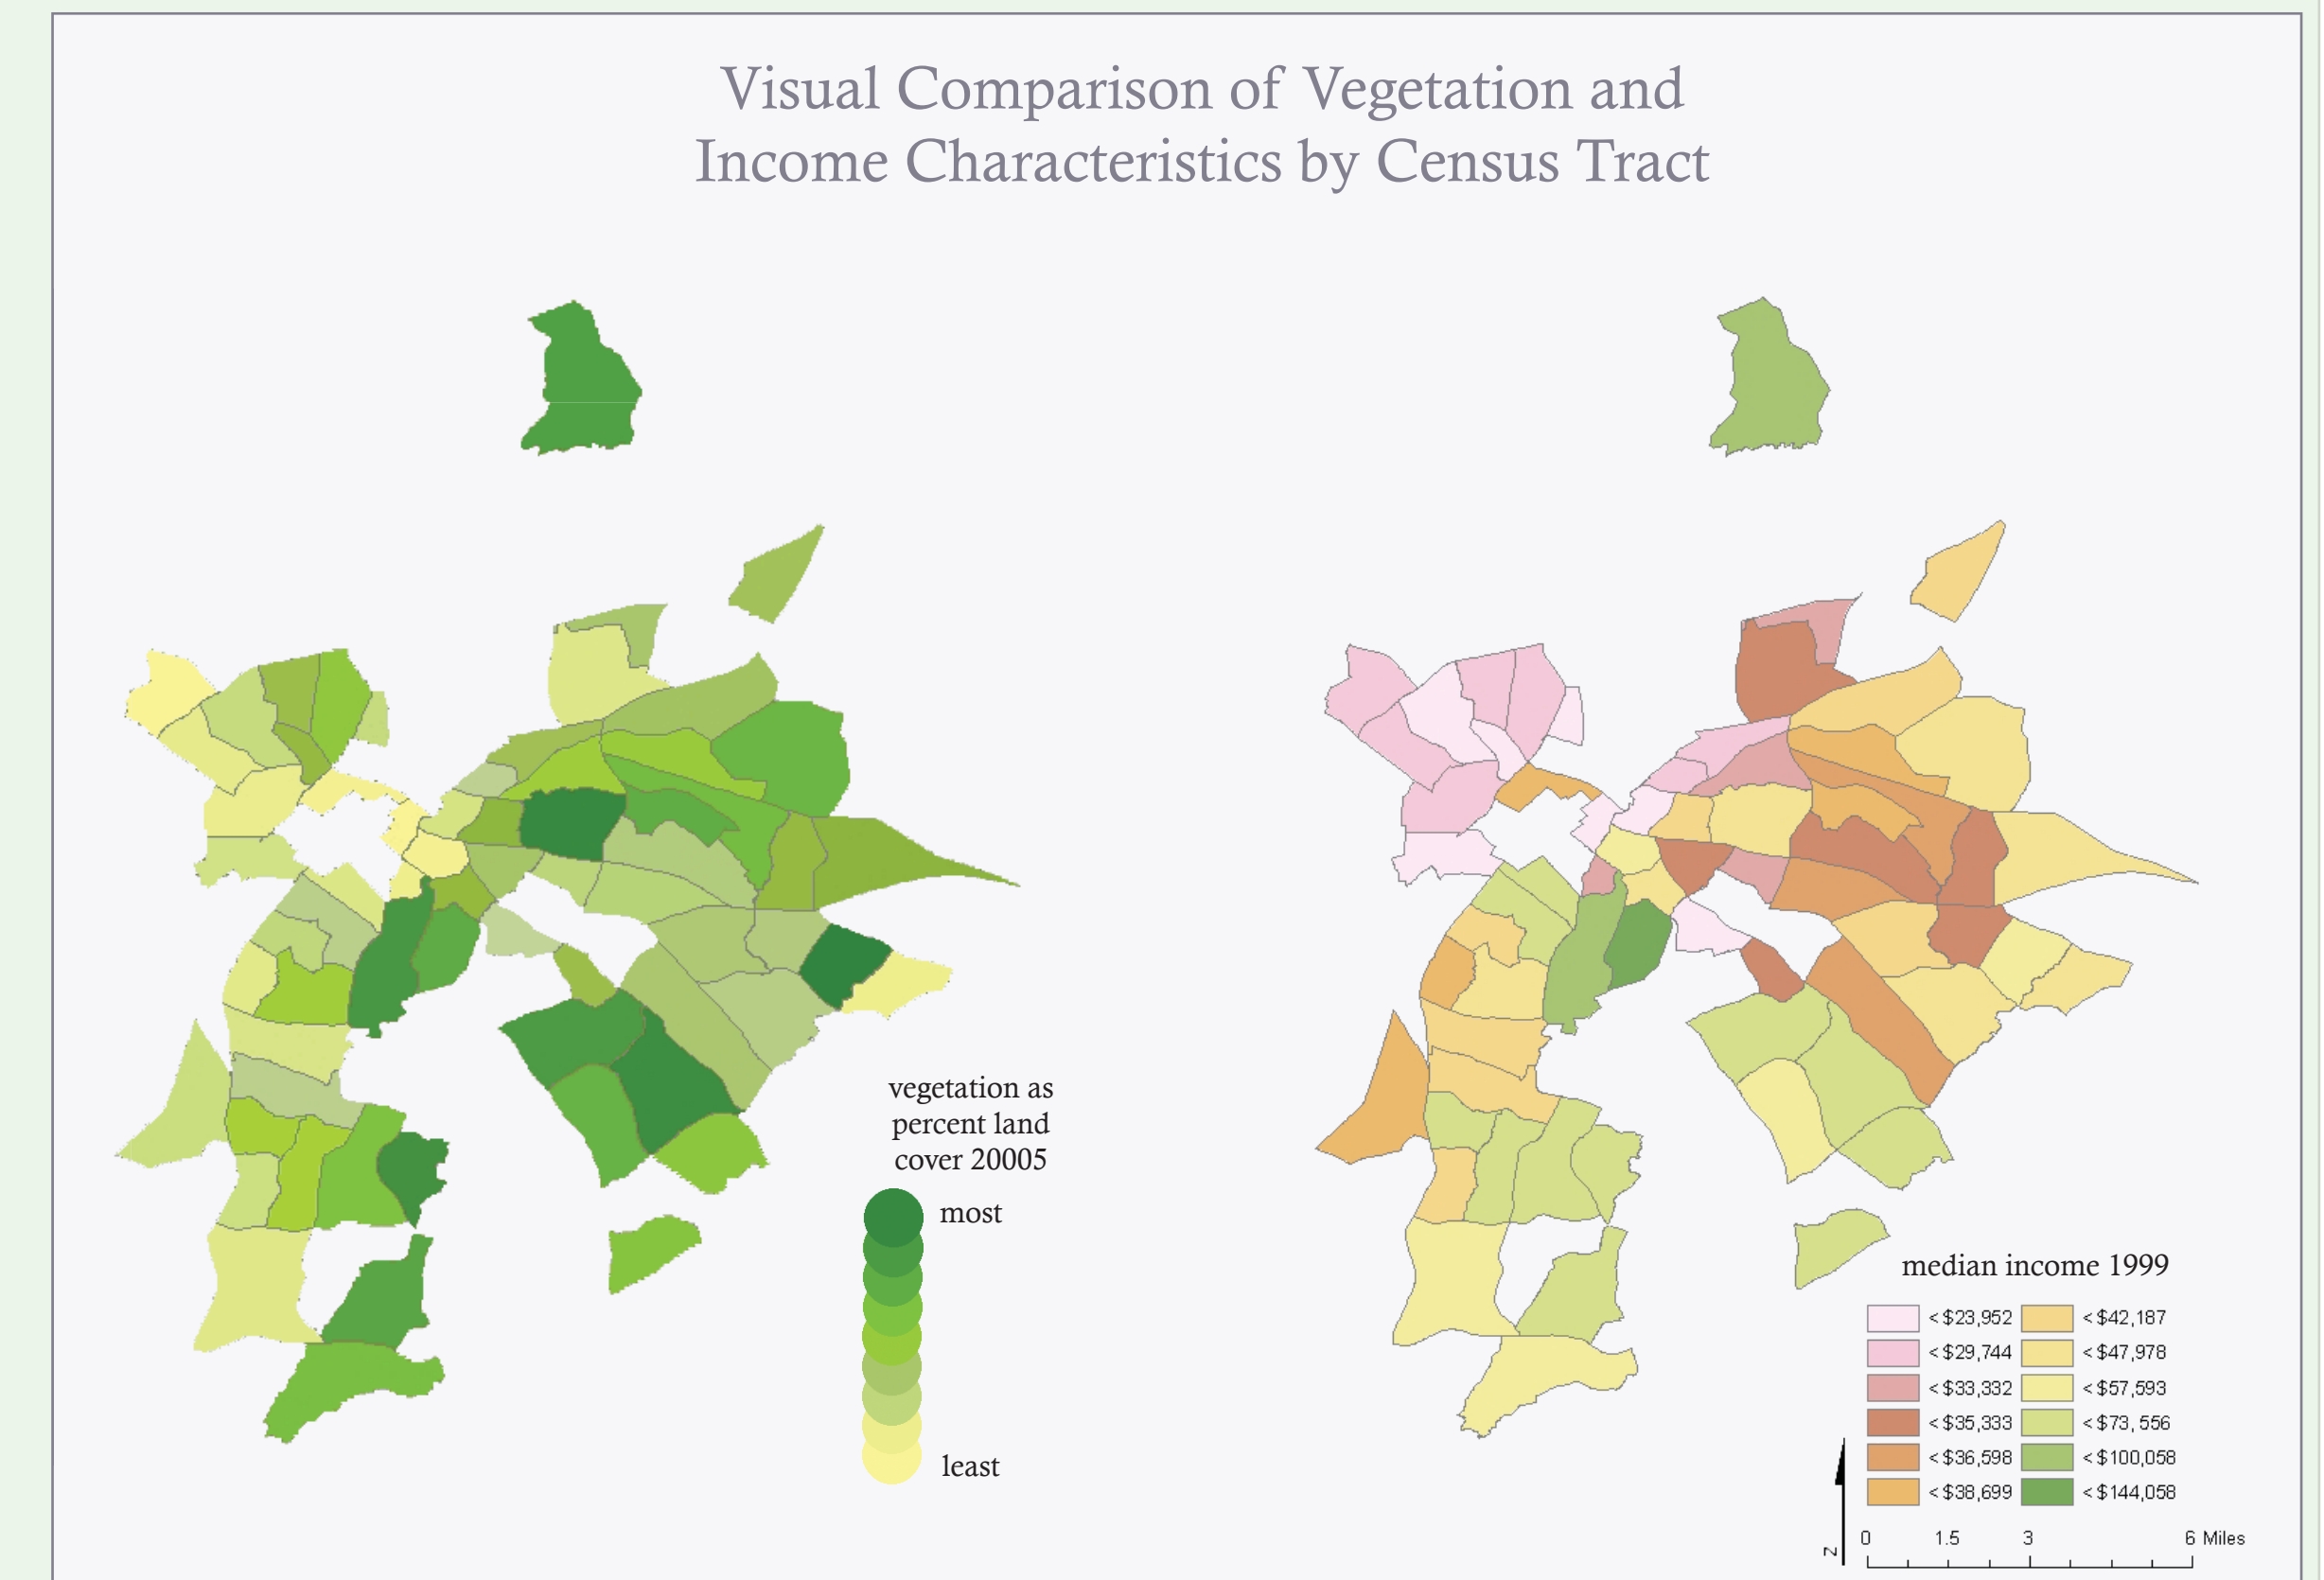 Visual Comparison of Vegetation and
Income Characteristics by Census Tract
vegetation as
percent land
cover 20005
most
least
median income 1999
<$23,952 <$42,187
<$29,744 <$47,978
<$33,332 <$57,593
<$35,333 <$73, 556
<$36,598 <$100,058
<$38,699 <$144,058
N
0 1.5 3 6 Miles